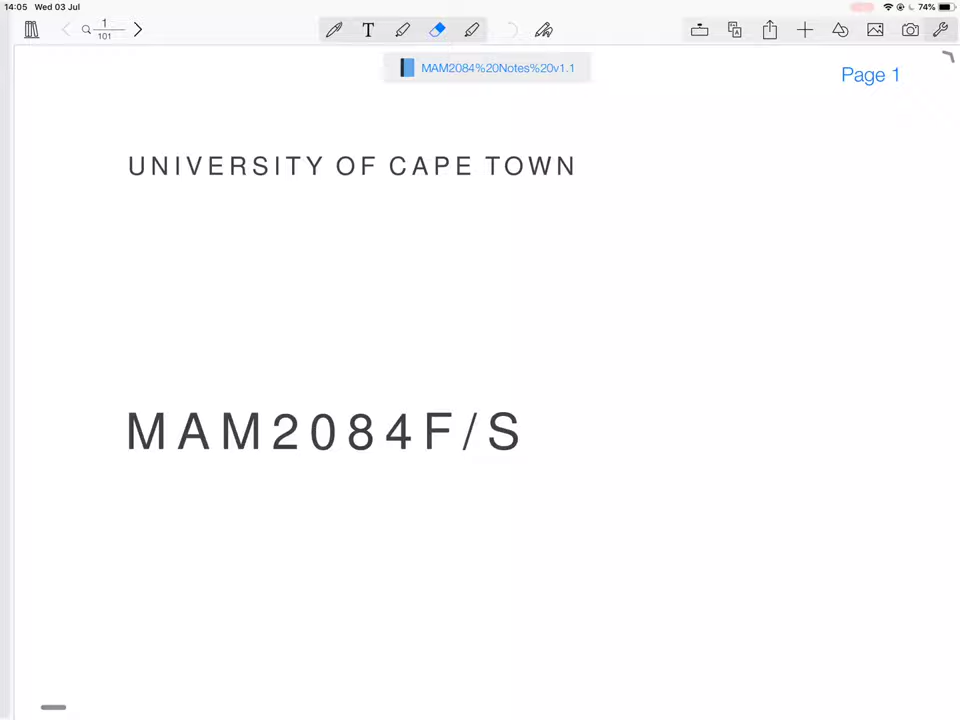 14:05 Wed 03 Jul 74%
1
101
T
MAM2084%20Notes%20v1.1
Page 1
UNIVERSITY OF CAPE TOWN
MAM2084F/S